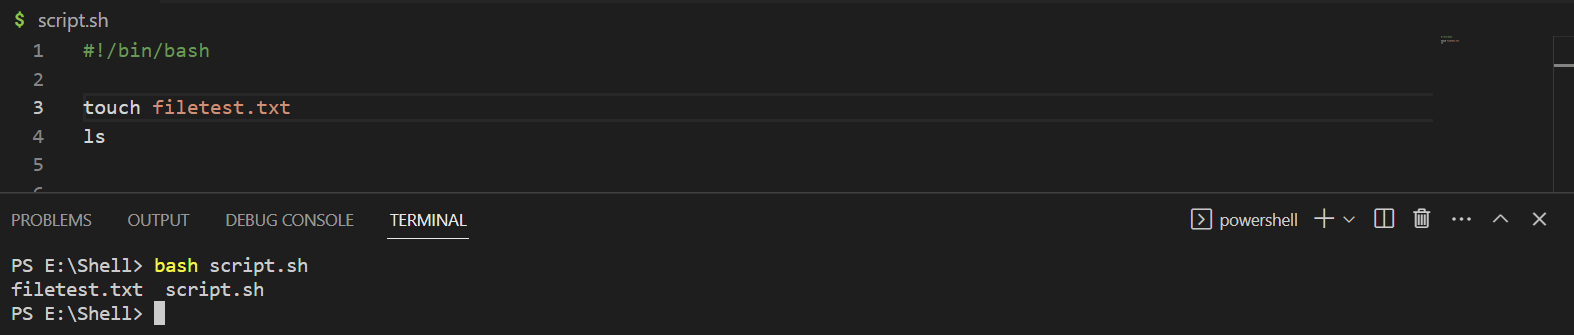 $ script.sh
1 #!/bin/bash
2
3 touch filetest.txt
4 ls
5
PROBLEMS OUTPUT DEBUG CONSOLE TERMINAL powershell
PS E:\Shell> bash script.sh
filetest.txt  script.sh
PS E:\Shell>